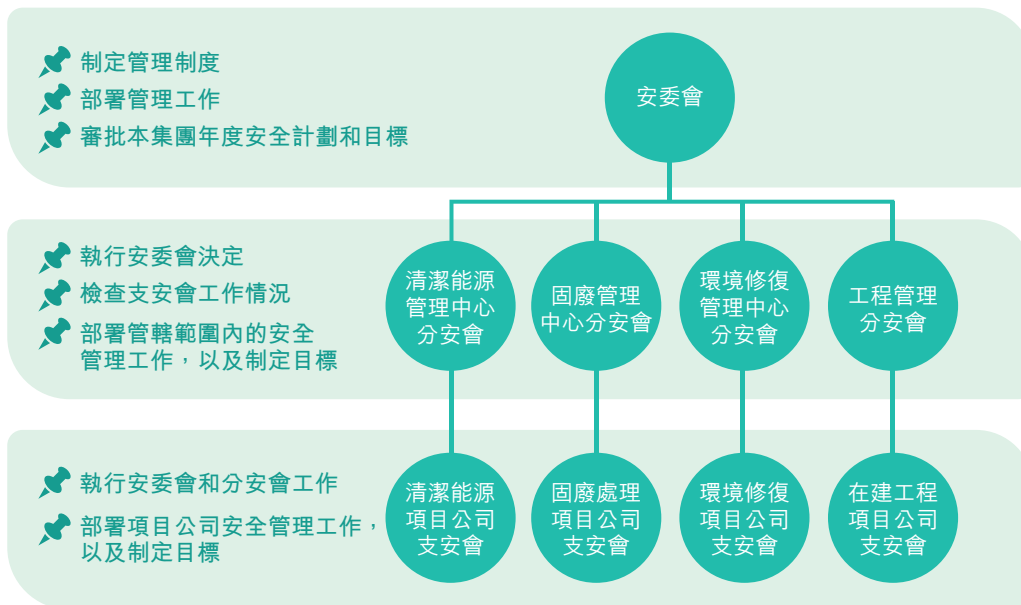 制定管理制度
部署管理工作
審批本集團年度安全計劃和目標
安委會
執行安委會決定
檢查支安會工作情況
部署管轄範圍內的安全
管理工作，以及制定目標
清潔能源
管理中心
分安會
固廢管理
中心分安會
環境修復
管理中心
分安會
工程管理
分安會
執行安委會和分安會工作
部署項目公司安全管理工作，
以及制定目標
清潔能源
項目公司
支安會
固廢處理
項目公司
支安會
環境修復
項目公司
支安會
在建工程
項目公司
支安會